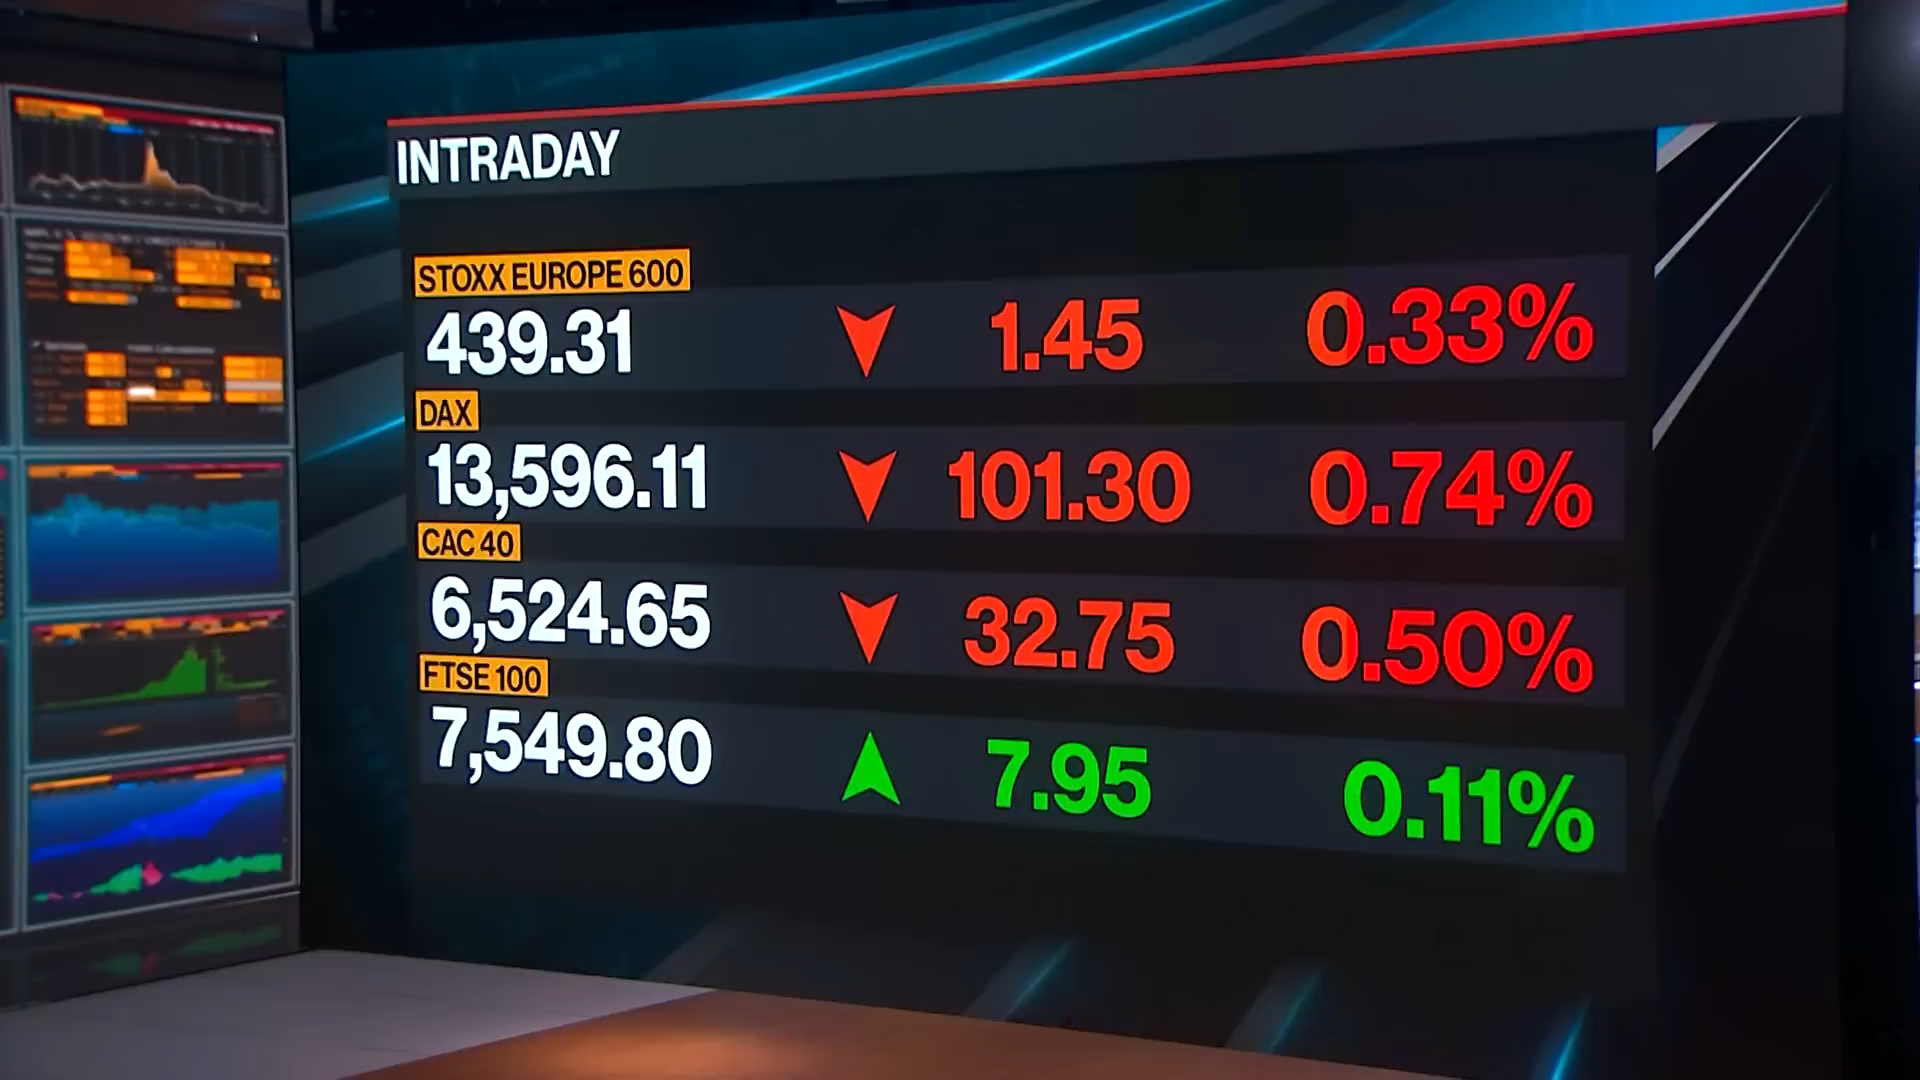 INTRADAY
STOXX EUROPE 600
439.31 ▼ 1.45 0.33%
DAX
13,596.11 ▼ 101.30 0.74%
CAC 40
6,524.65 ▼ 32.75 0.50%
FTSE 100
7,549.80 ▲ 7.95 0.11%